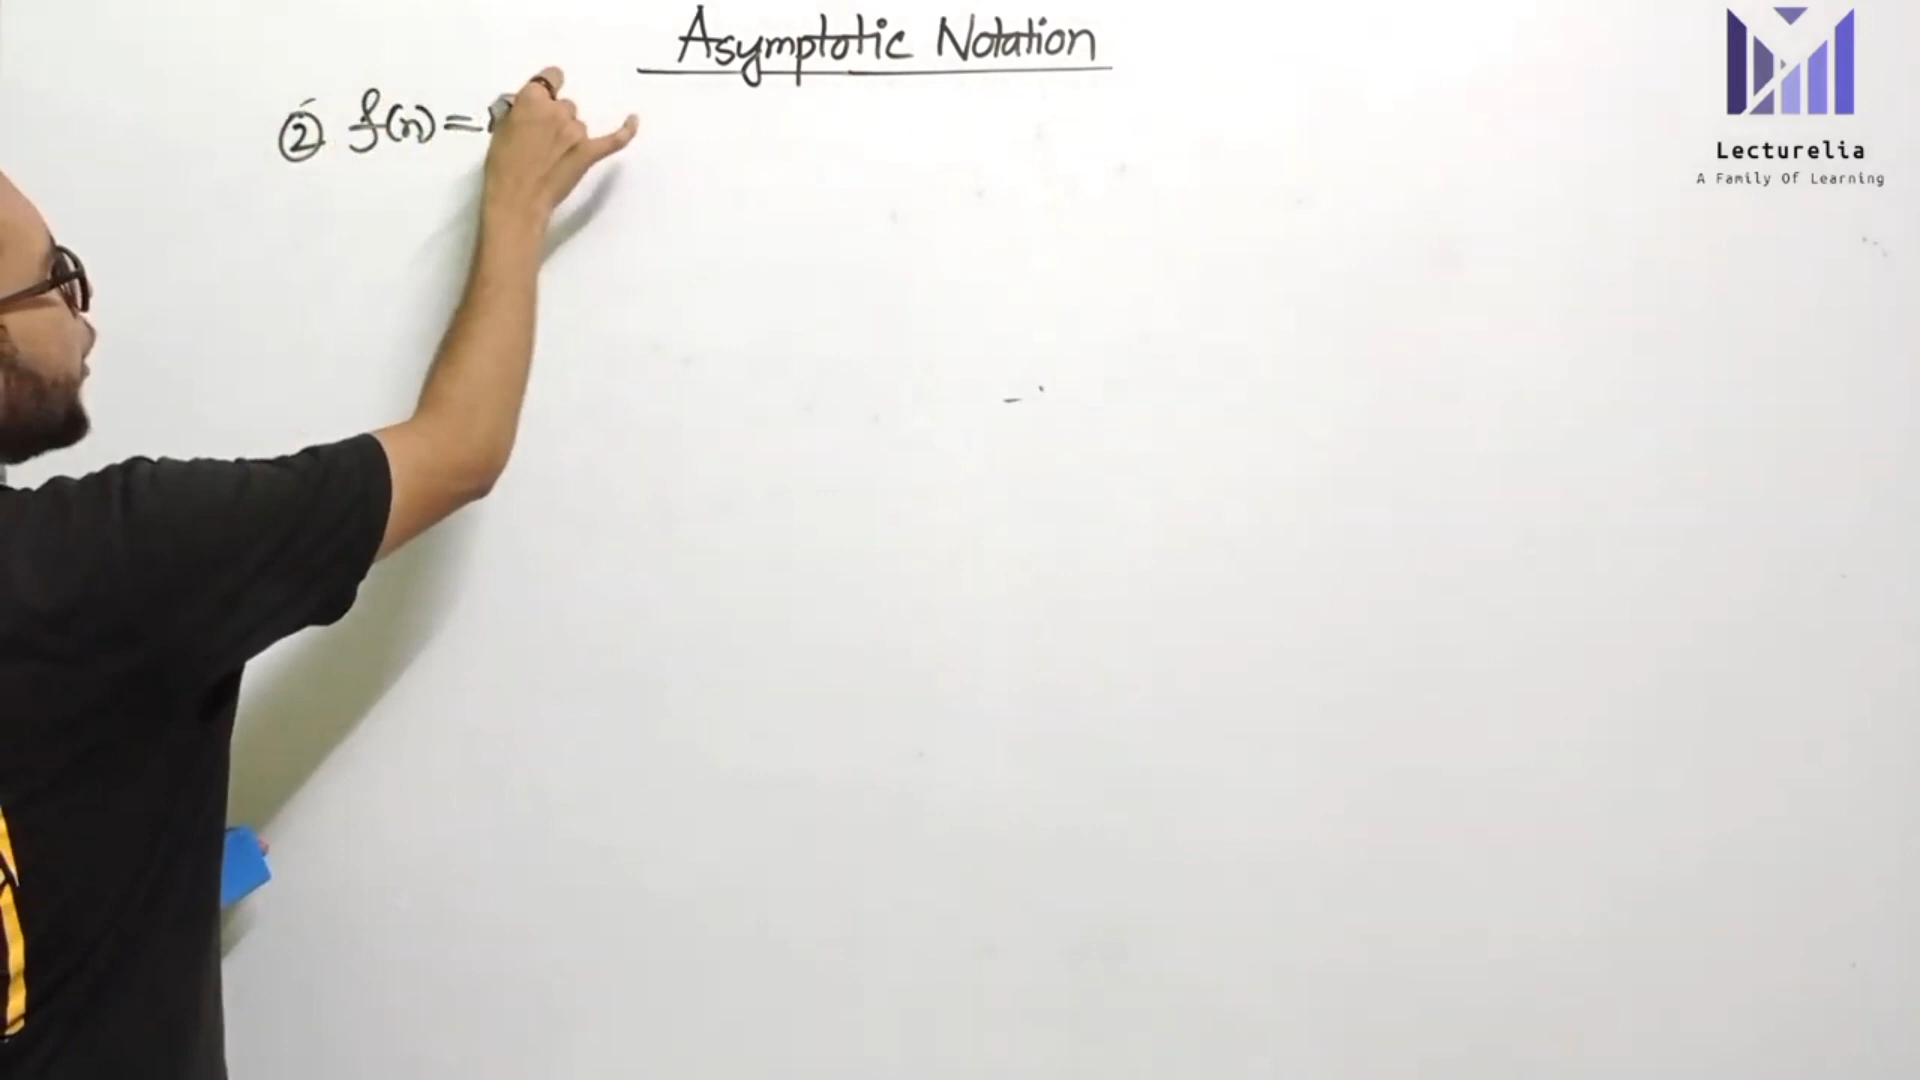 Asymptotic Notation
② f(n) =
Lecturelia
A Family Of Learning